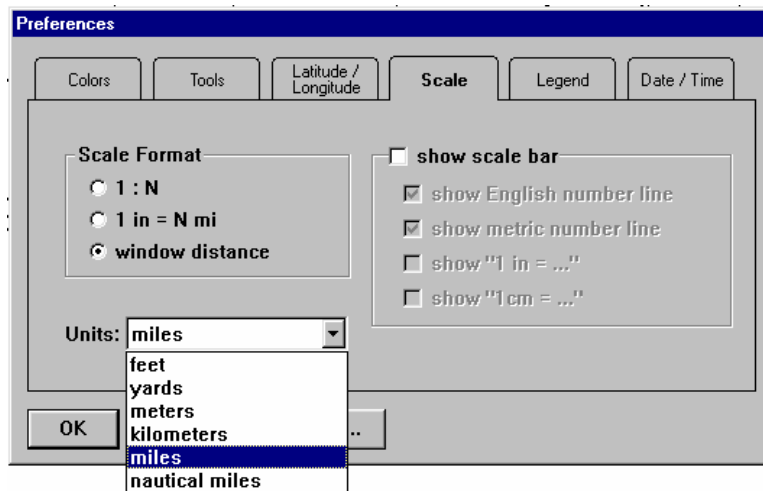 Preferences
Colors
Tools
Latitude /
Longitude
Scale
Legend
Date / Time
Scale Format
1 : N
1 in = N mi
window distance
show scale bar
show English number line
show metric number line
show "1 in = ..."
show "1cm = ..."
Units: miles
feet
yards
meters
kilometers
miles
nautical miles
OK
..